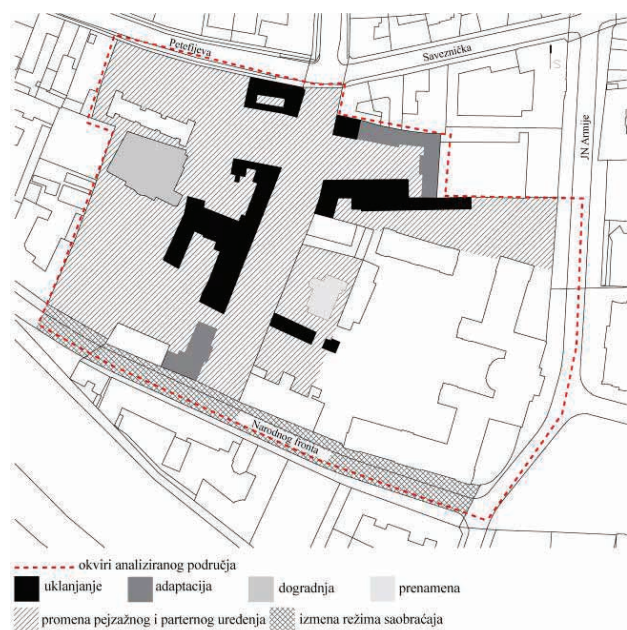 Petefijeva
Saveznička
JN Armije
Narodnog fronta
okviri analiziranog područja
uklanjanje adaptacija dogradnja prenamena
promena pejzažnog i parternog uređenja izmena režima saobraćaja